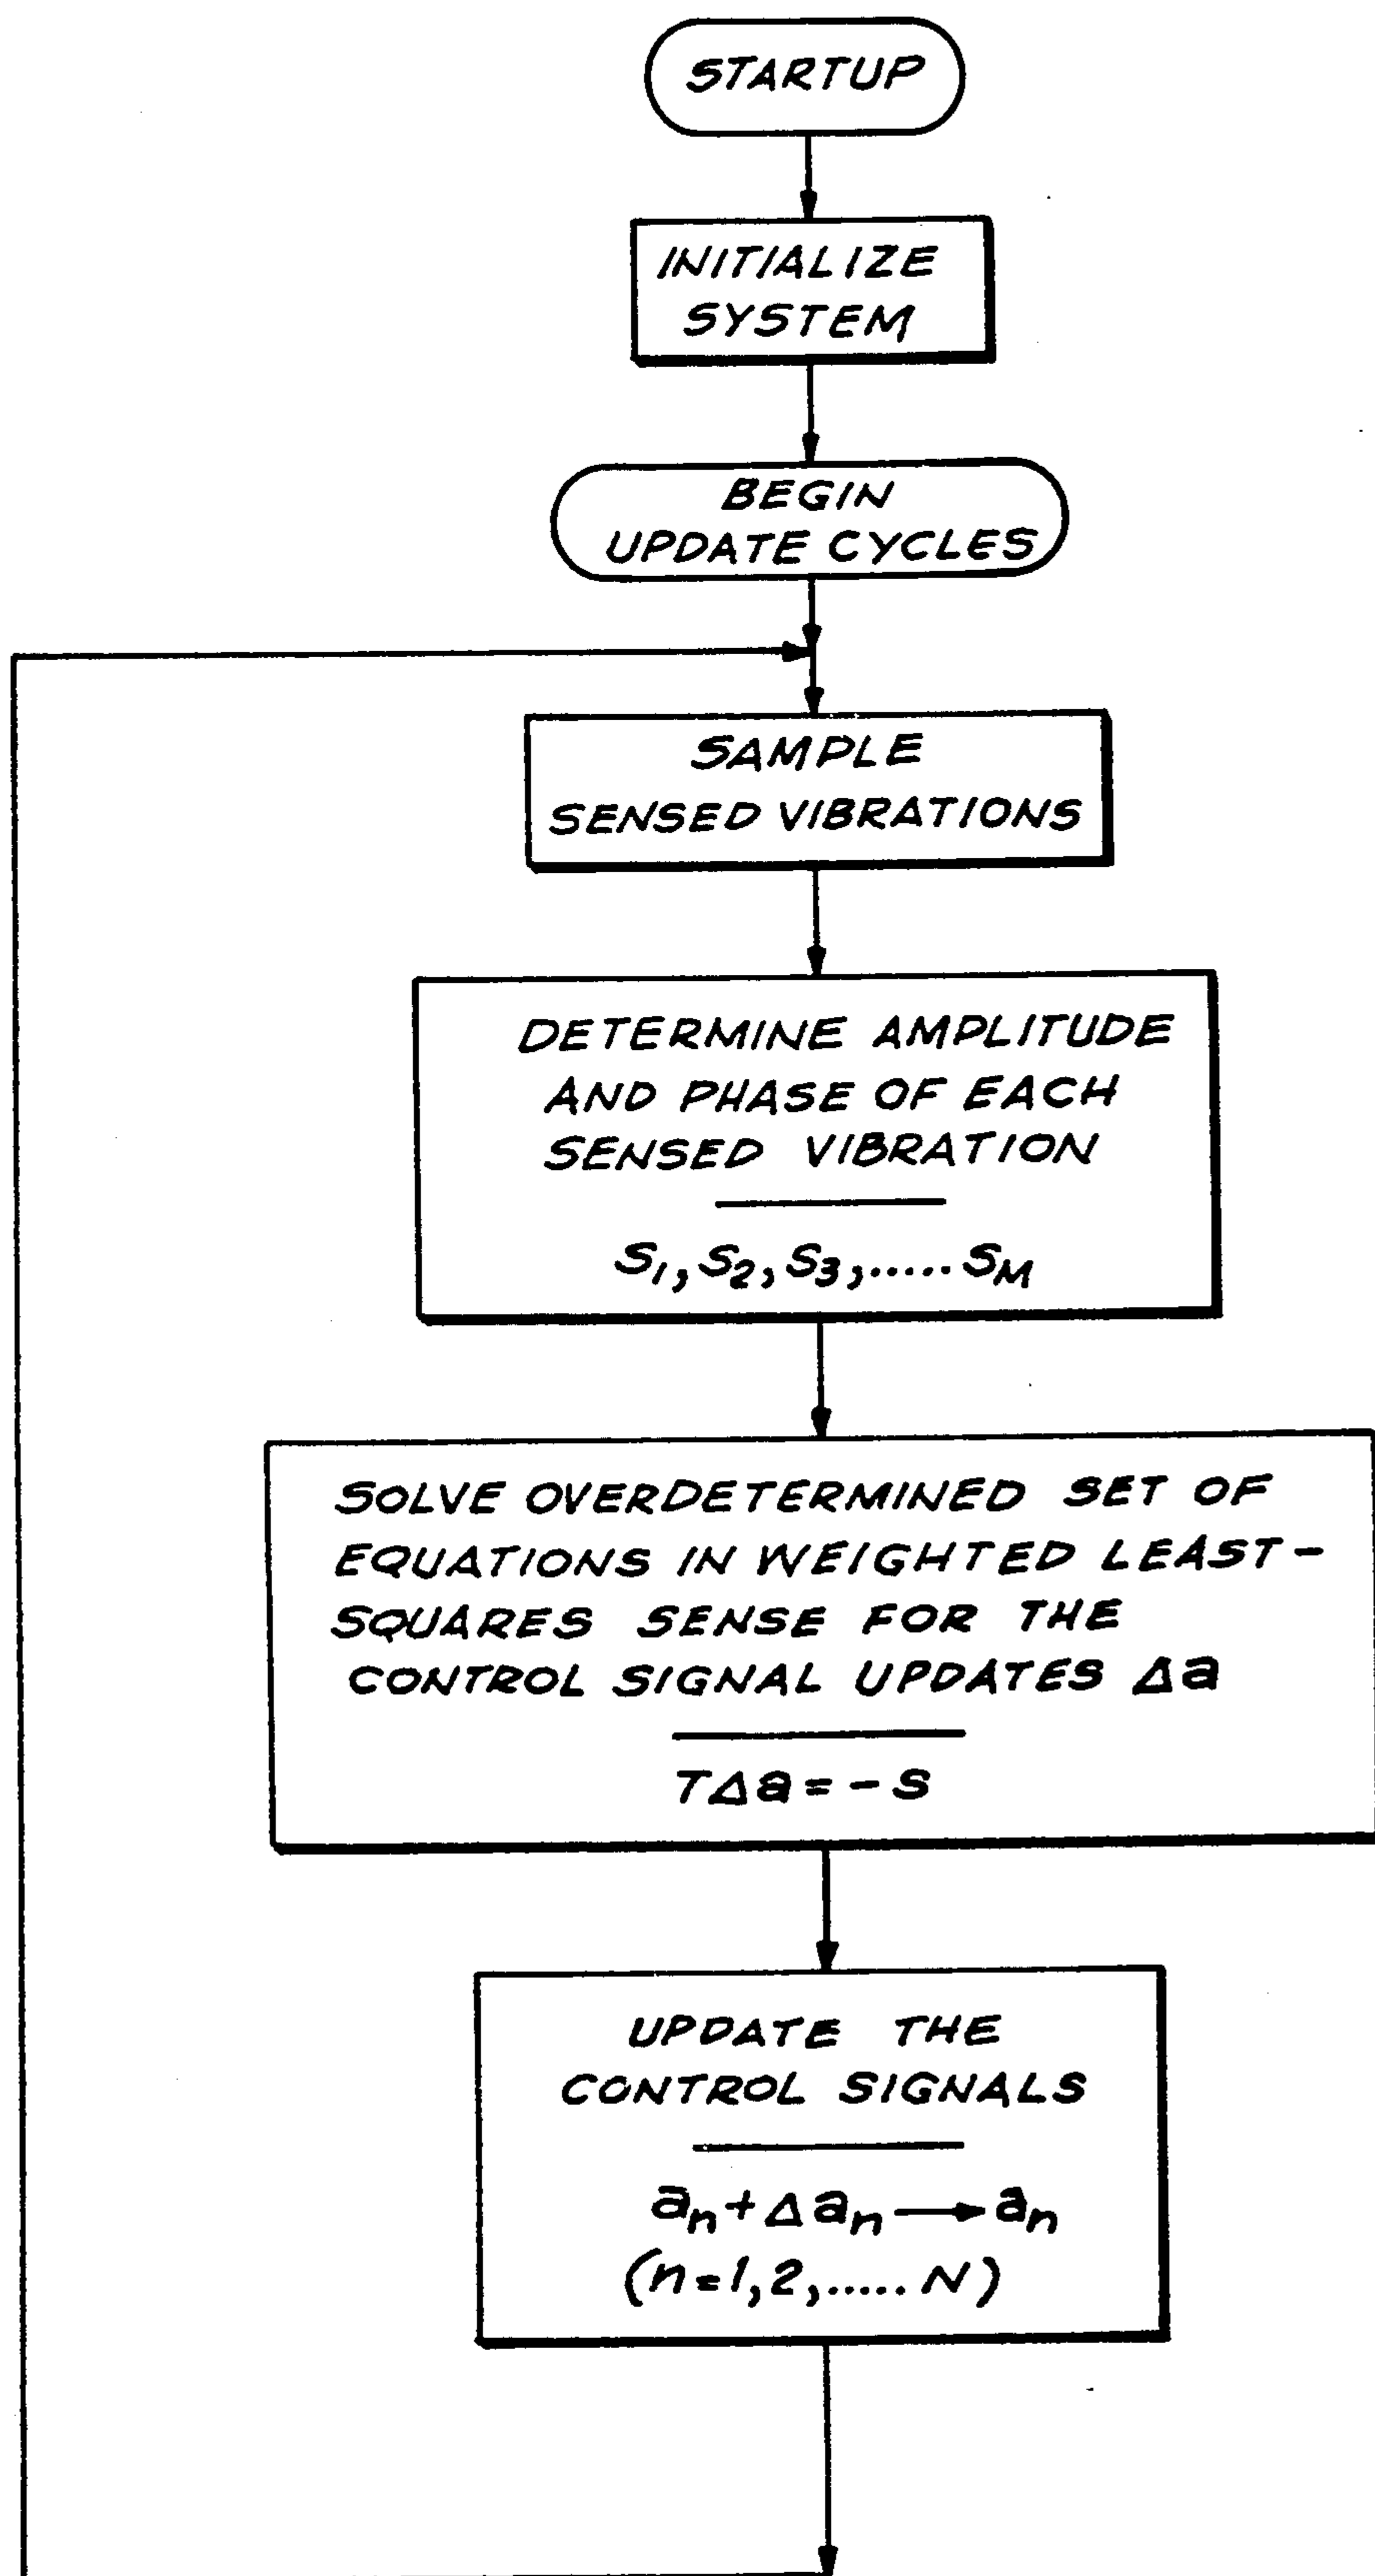 STARTUP
INITIALIZE
SYSTEM
BEGIN
UPDATE CYCLES
SAMPLE
SENSED VIBRATIONS
DETERMINE AMPLITUDE
AND PHASE OF EACH
SENSED VIBRATION
S₁, S₂, S₃, ..... S_M
SOLVE OVERDETERMINED SET OF
EQUATIONS IN WEIGHTED LEAST-
SQUARES SENSE FOR THE
CONTROL SIGNAL UPDATES Δa
TΔa = - S
UPDATE THE
CONTROL SIGNALS
aₙ + Δaₙ → aₙ
(n=1, 2, ..... N)